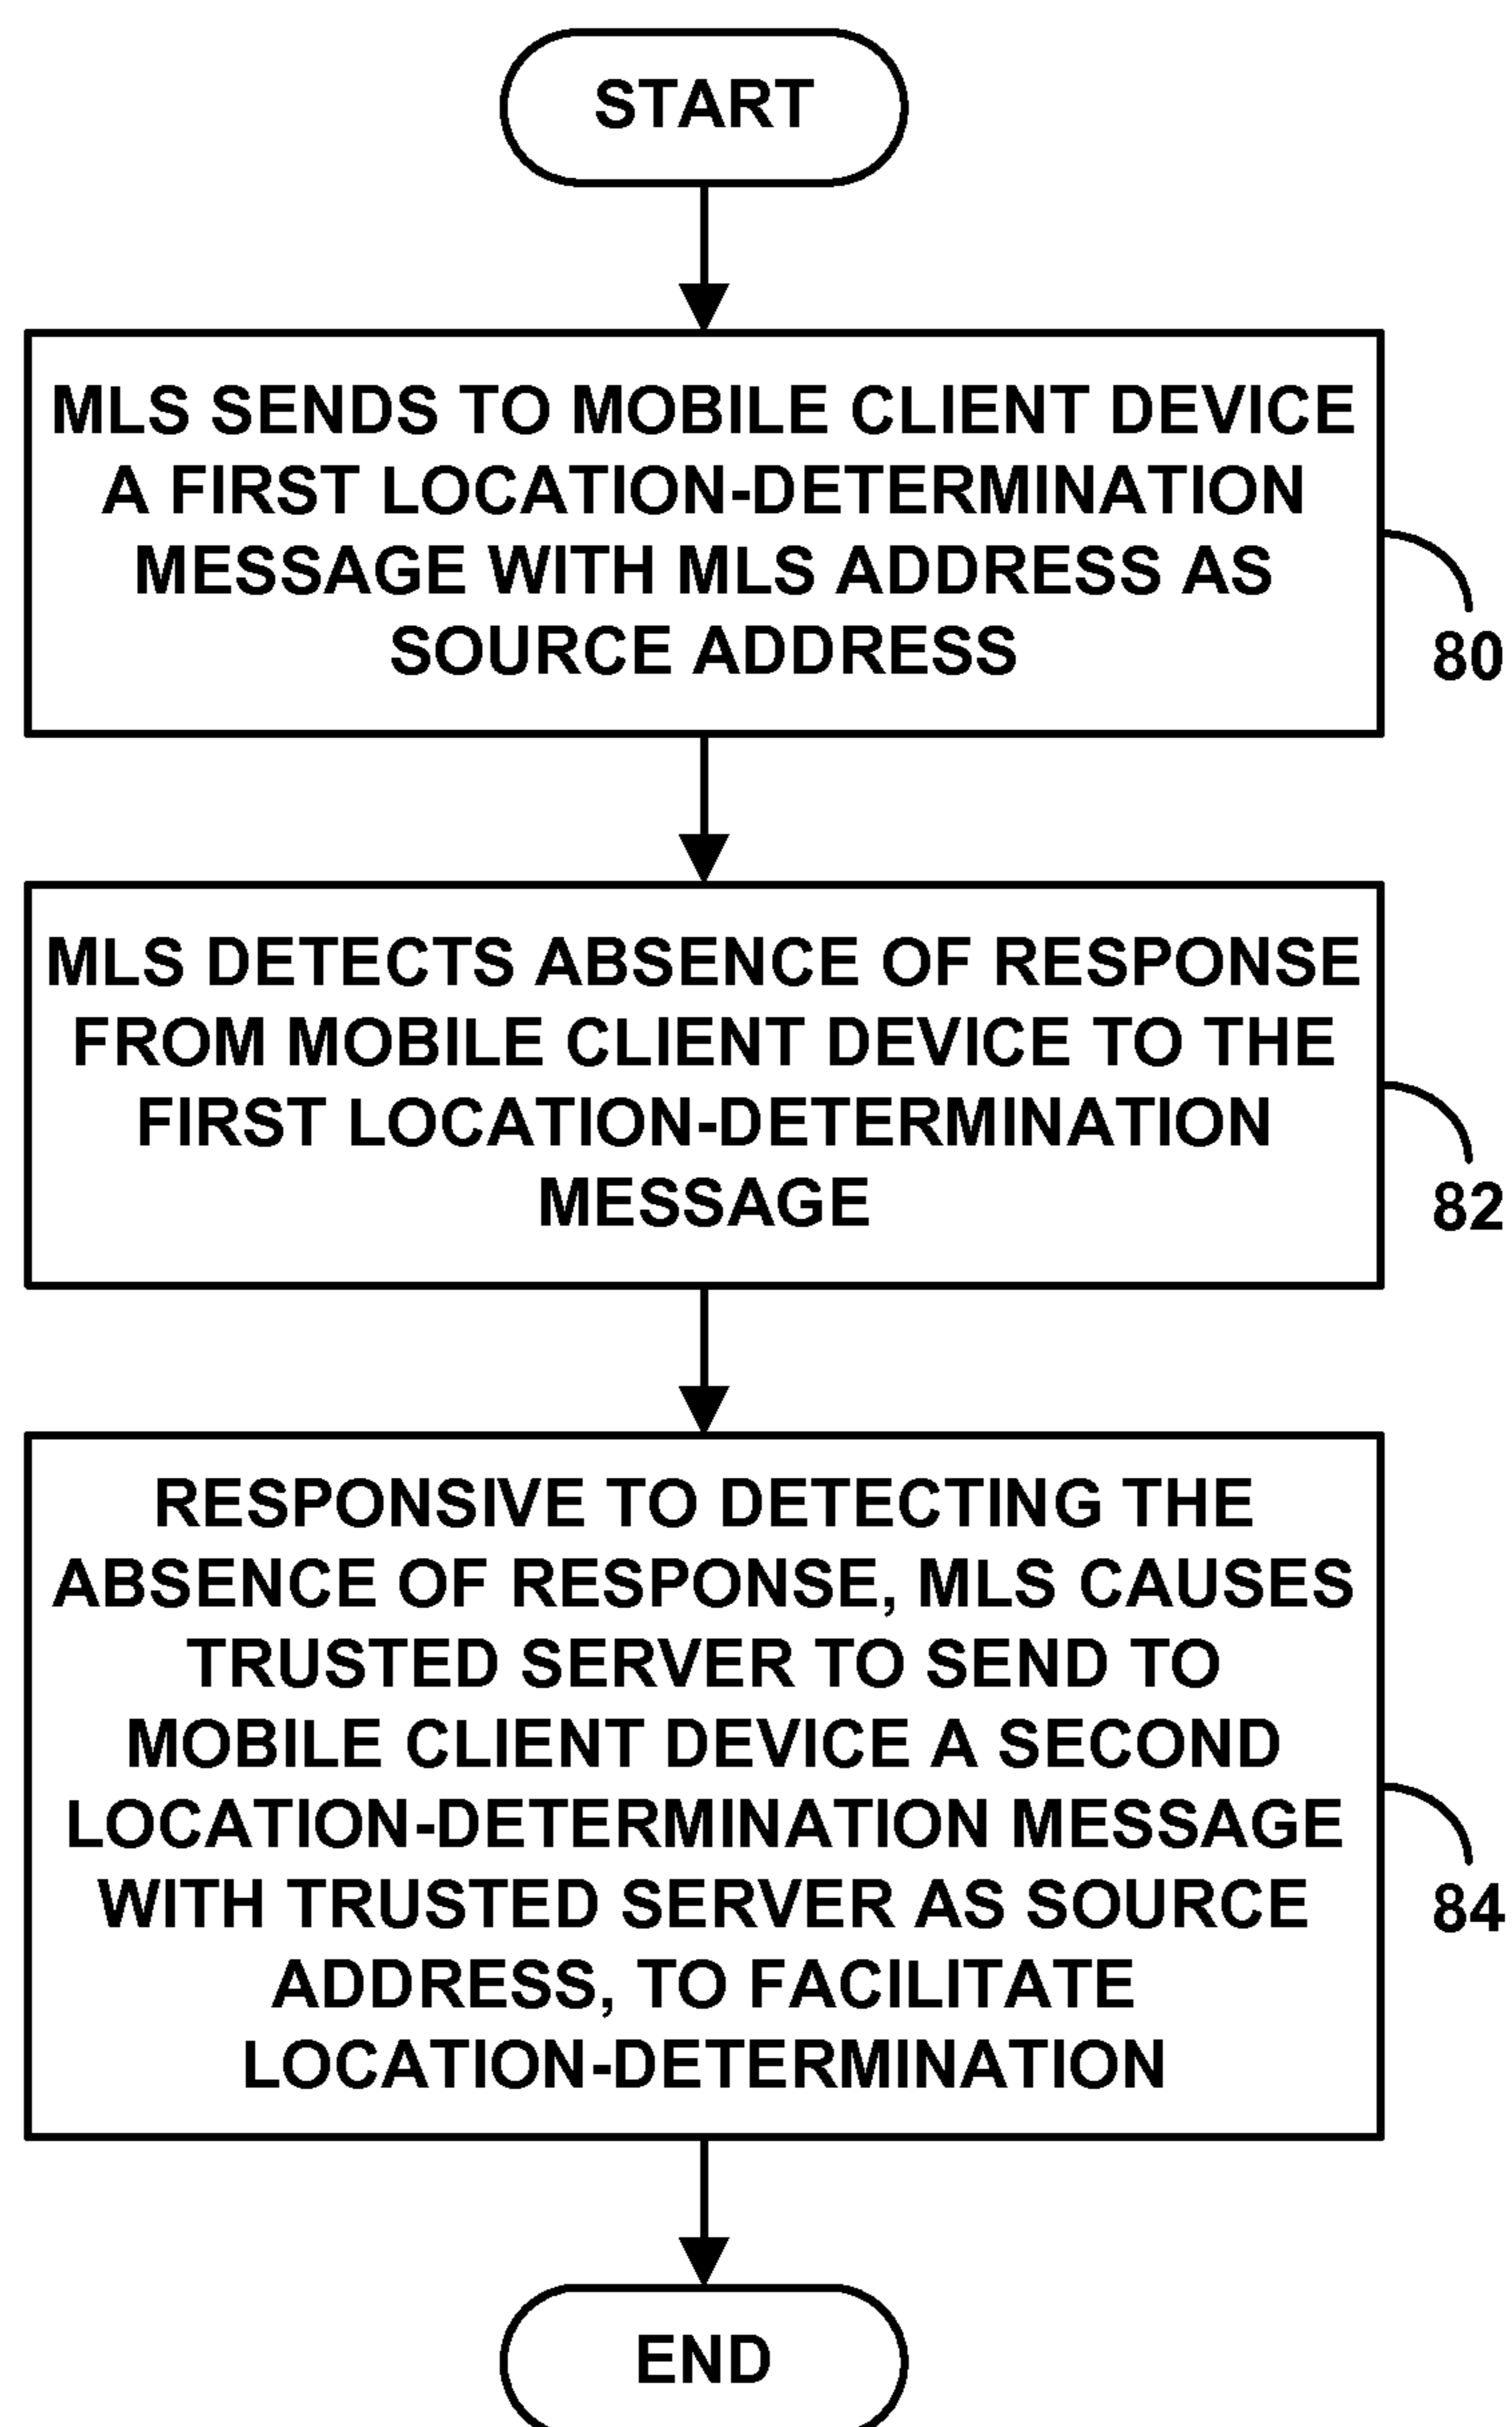 START
MLS SENDS TO MOBILE CLIENT DEVICE
A FIRST LOCATION-DETERMINATION
MESSAGE WITH MLS ADDRESS AS
SOURCE ADDRESS
80
MLS DETECTS ABSENCE OF RESPONSE
FROM MOBILE CLIENT DEVICE TO THE
FIRST LOCATION-DETERMINATION
MESSAGE
82
RESPONSIVE TO DETECTING THE
ABSENCE OF RESPONSE, MLS CAUSES
TRUSTED SERVER TO SEND TO
MOBILE CLIENT DEVICE A SECOND
LOCATION-DETERMINATION MESSAGE
WITH TRUSTED SERVER AS SOURCE
ADDRESS, TO FACILITATE
LOCATION-DETERMINATION
84
END